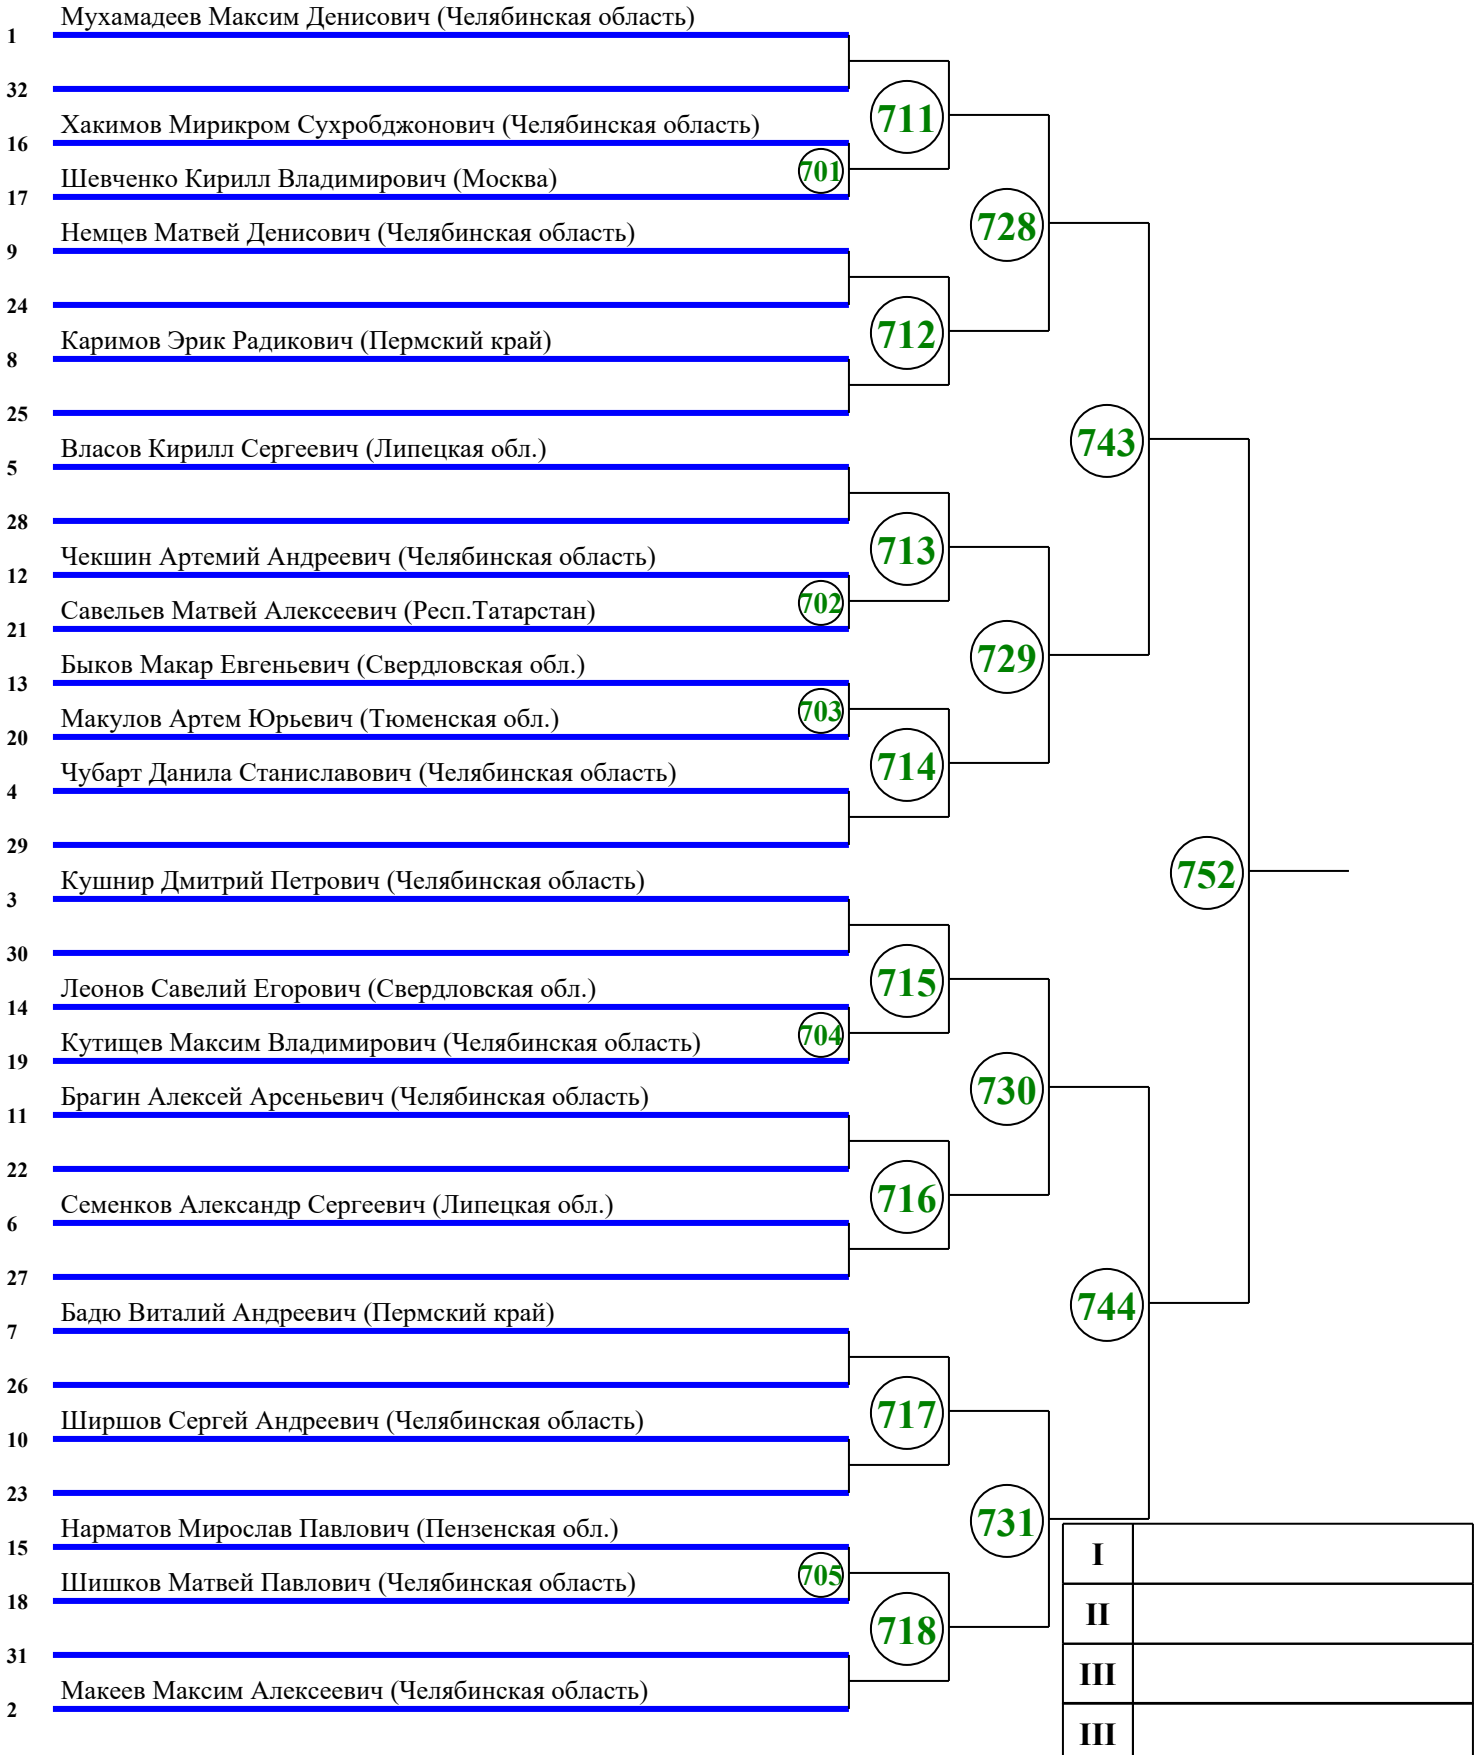 Мухамадеев Максим Денисович (Челябинская область)
1
32
711
Хакимов Мирикром Сухробджонович (Челябинская область)
16
701
Шевченко Кирилл Владимирович (Москва)
17
728
Немцев Матвей Денисович (Челябинская область)
9
24
712
Каримов Эрик Радикович (Пермский край)
8
25
743
Власов Кирилл Сергеевич (Липецкая обл.)
5
28
713
Чекшин Артемий Андреевич (Челябинская область)
12
702
Савельев Матвей Алексеевич (Респ.Татарстан)
21
729
Быков Макар Евгеньевич (Свердловская обл.)
13
703
Макулов Артем Юрьевич (Тюменская обл.)
20
714
Чубарт Данила Станиславович (Челябинская область)
4
29
752
Кушнир Дмитрий Петрович (Челябинская область)
3
30
715
Леонов Савелий Егорович (Свердловская обл.)
14
704
Кутищев Максим Владимирович (Челябинская область)
19
730
Брагин Алексей Арсеньевич (Челябинская область)
11
22
716
Семенков Александр Сергеевич (Липецкая обл.)
6
27
744
Бадю Виталий Андреевич (Пермский край)
7
26
717
Ширшов Сергей Андреевич (Челябинская область)
10
23
731
Нарматов Мирослав Павлович (Пензенская обл.)
15
I
705
Шишков Матвей Павлович (Челябинская область)
18
II
718
31
III
Макеев Максим Алексеевич (Челябинская область)
2
III